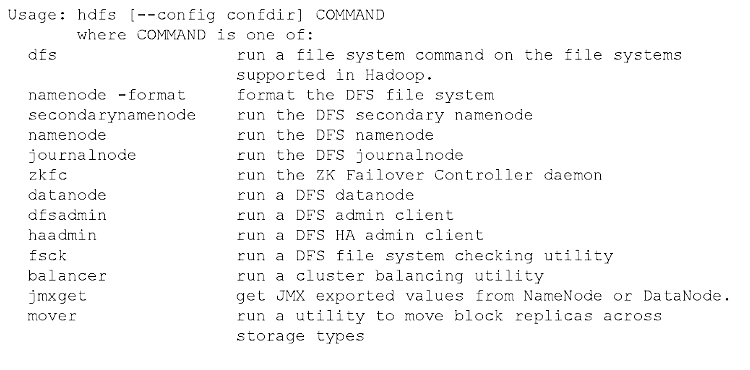 Usage: hdfs [--config confdir] COMMAND
       where COMMAND is one of:
  dfs                  run a file system command on the file systems
                       supported in Hadoop.
  namenode -format     format the DFS file system
  secondarynamenode    run the DFS secondary namenode
  namenode             run the DFS namenode
  journalnode          run the DFS journalnode
  zkfc                 run the ZK Failover Controller daemon
  datanode             run a DFS datanode
  dfsadmin             run a DFS admin client
  haadmin              run a DFS HA admin client
  fsck                 run a DFS file system checking utility
  balancer             run a cluster balancing utility
  jmxget               get JMX exported values from NameNode or DataNode.
  mover                run a utility to move block replicas across
                       storage types